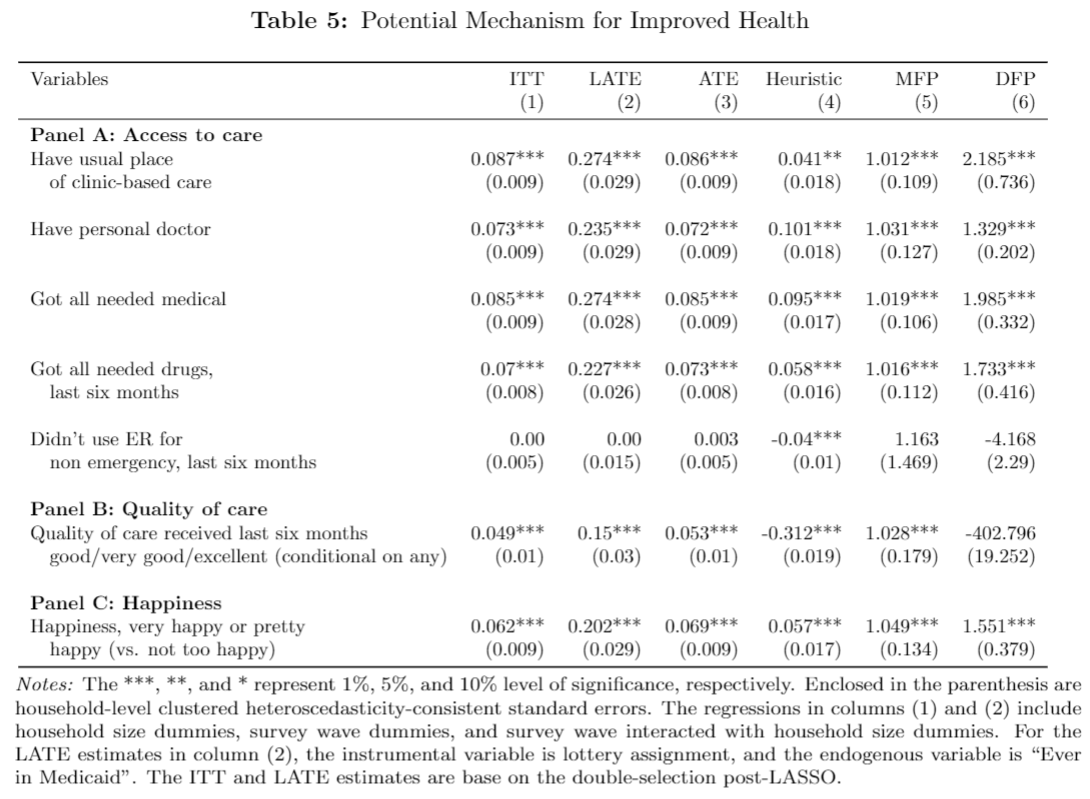 Table 5: Potential Mechanism for Improved Health
Variables ITT LATE ATE Heuristic MFP DFP
(1) (2) (3) (4) (5) (6)
Panel A: Access to care
Have usual place 0.087*** 0.274*** 0.086*** 0.041** 1.012*** 2.185***
of clinic-based care (0.009) (0.029) (0.009) (0.018) (0.109) (0.736)
Have personal doctor 0.073*** 0.235*** 0.072*** 0.101*** 1.031*** 1.329***
(0.009) (0.029) (0.009) (0.018) (0.127) (0.202)
Got all needed medical 0.085*** 0.274*** 0.085*** 0.095*** 1.019*** 1.985***
(0.009) (0.028) (0.009) (0.017) (0.106) (0.332)
Got all needed drugs, 0.07*** 0.227*** 0.073*** 0.058*** 1.016*** 1.733***
last six months (0.008) (0.026) (0.008) (0.016) (0.112) (0.416)
Didn't use ER for 0.00 0.00 0.003 -0.04*** 1.163 -4.168
non emergency, last six months (0.005) (0.015) (0.005) (0.01) (1.469) (2.29)
Panel B: Quality of care
Quality of care received last six months 0.049*** 0.15*** 0.053*** -0.312*** 1.028*** -402.796
good/very good/excellent (conditional on any) (0.01) (0.03) (0.01) (0.019) (0.179) (19.252)
Panel C: Happiness
Happiness, very happy or pretty 0.062*** 0.202*** 0.069*** 0.057*** 1.049*** 1.551***
happy (vs. not too happy) (0.009) (0.029) (0.009) (0.017) (0.134) (0.379)
Notes: The ***, **, and * represent 1%, 5%, and 10% level of significance, respectively. Enclosed in the parenthesis are
household-level clustered heteroscedasticity-consistent standard errors. The regressions in columns (1) and (2) include
household size dummies, survey wave dummies, and survey wave interacted with household size dummies. For the
LATE estimates in column (2), the instrumental variable is lottery assignment, and the endogenous variable is “Ever
in Medicaid”. The ITT and LATE estimates are base on the double-selection post-LASSO.